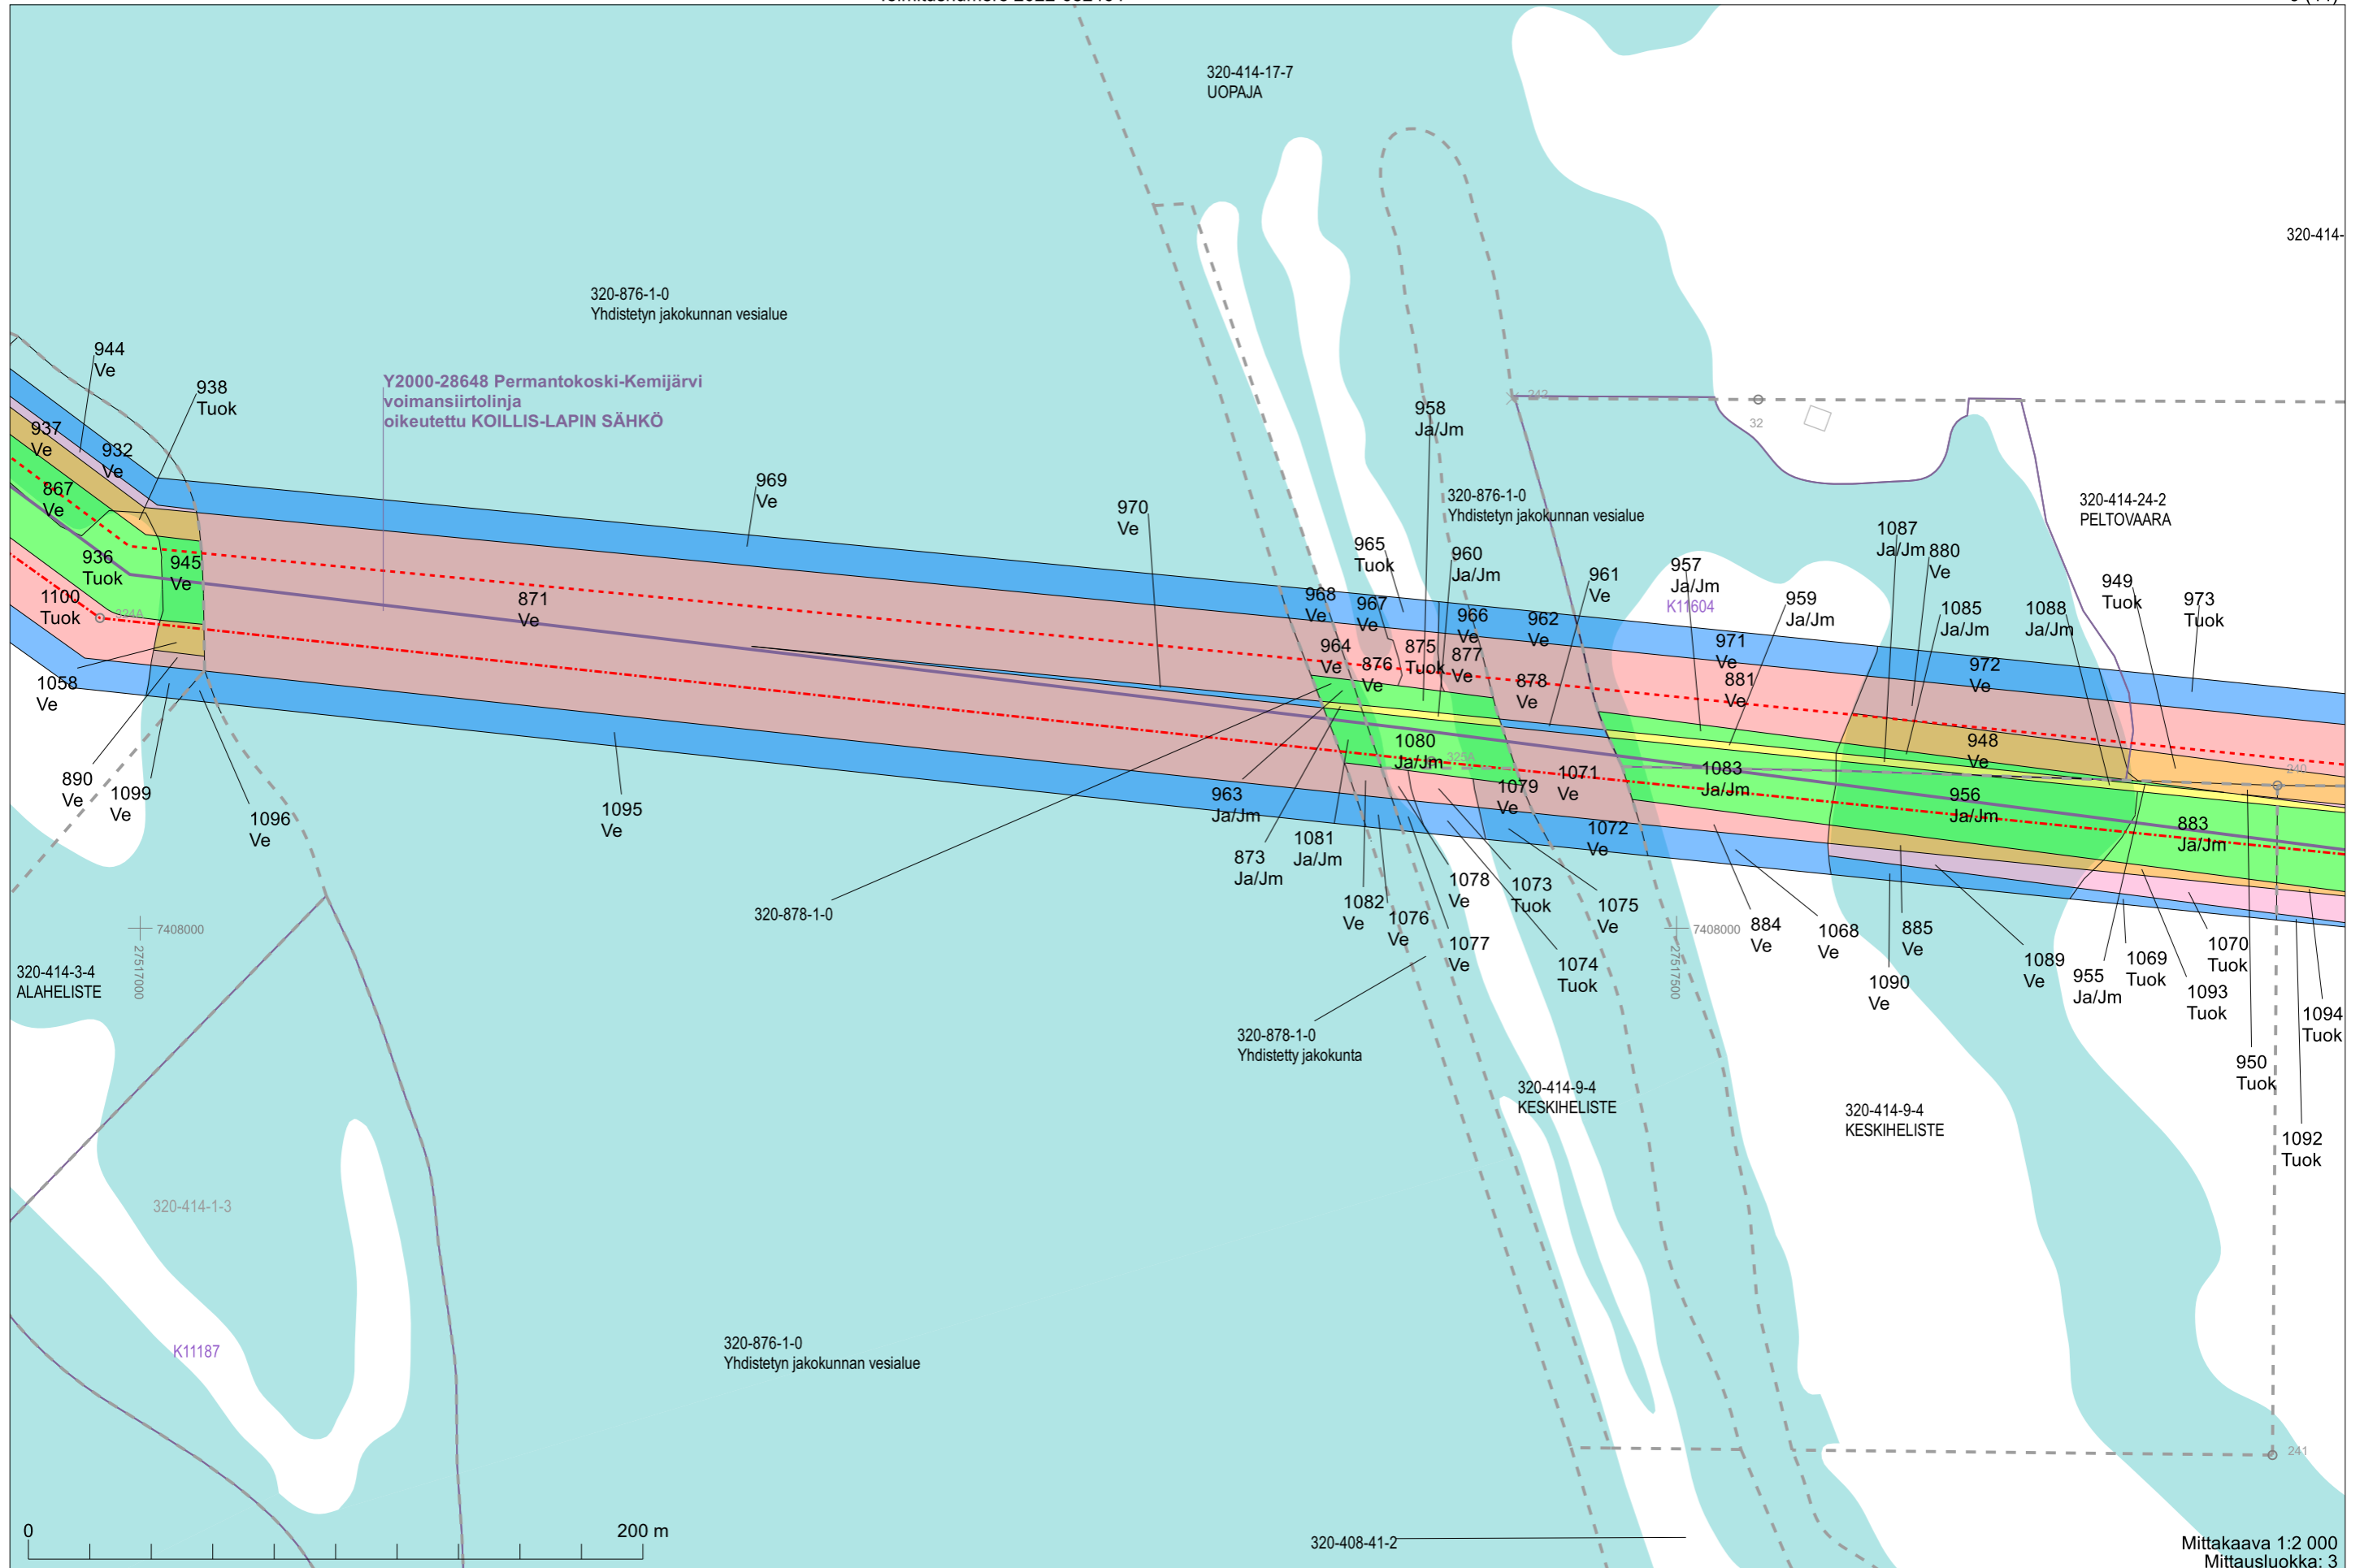 320-414-17-7
UOPAJA
320-414-
320-876-1-0
Yhdistetyn jakokunnan vesialue
944
Ve
938
Tuok
Y2000-28648 Permantokoski-Kemijärvi
voimansiirtolinja
oikeutettu KOILLIS-LAPIN SÄHKÖ
242
32
958
Ja/Jm
937
Ve
932
Ve
867
Ve
969
Ve
970
Ve
320-876-1-0
Yhdistetyn jakokunnan vesialue
320-414-24-2
PELTOVAARA
965
Tuok
960
Ja/Jm
961
Ve
957
Ja/Jm
K11604
959
Ja/Jm
1087
Ja/Jm
880
Ve
1085
Ja/Jm
1088
Ja/Jm
949
Tuok
973
Tuok
936
Tuok
945
Ve
1100
Tuok
324A
871
Ve
968
Ve
967
Ve
966
Ve
962
Ve
971
Ve
972
Ve
964
Ve
876
Ve
875
Tuok
877
Ve
878
Ve
881
Ve
948
Ve
1058
Ve
1080
Ja/Jm
325A
1079
Ve
1071
Ve
1083
Ja/Jm
956
Ja/Jm
240
883
Ja/Jm
890
Ve
1099
Ve
1096
Ve
1095
Ve
963
Ja/Jm
873
Ja/Jm
1081
Ja/Jm
1072
Ve
320-878-1-0
1082
Ve
1076
Ve
1078
Ve
1077
Ve
1073
Tuok
1074
Tuok
1075
Ve
884
Ve
1068
Ve
1090
Ve
885
Ve
1089
Ve
955
Ja/Jm
1069
Tuok
1093
Tuok
1070
Tuok
1094
Tuok
950
Tuok
1092
Tuok
7408000
27517000
7408000
27517500
320-414-3-4
ALAHELISTE
320-878-1-0
Yhdistetty jakokunta
320-414-9-4
KESKIHELISTE
320-414-9-4
KESKIHELISTE
320-414-1-3
K11187
320-876-1-0
Yhdistetyn jakokunnan vesialue
241
0
200 m
320-408-41-2
Mittakaava 1:2 000
Mittausluokka: 3